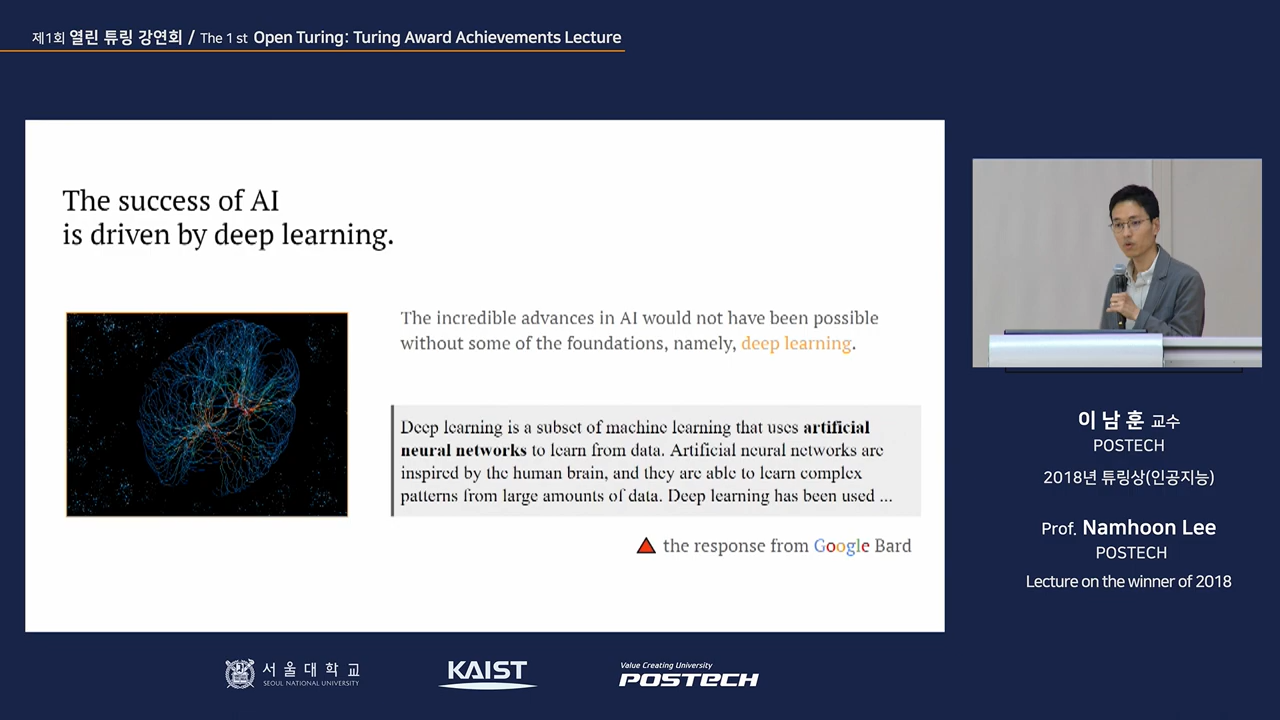 제1회 열린 튜링 강연회 / The 1 st Open Turing: Turing Award Achievements Lecture
The success of AI
is driven by deep learning.
The incredible advances in AI would not have been possible
without some of the foundations, namely, deep learning.
Deep learning is a subset of machine learning that uses artificial
neural networks to learn from data. Artificial neural networks are
inspired by the human brain, and they are able to learn complex
patterns from large amounts of data. Deep learning has been used ...
the response from Google Bard
이남훈 교수
POSTECH
2018년 튜링상(인공지능)
Prof. Namhoon Lee
POSTECH
Lecture on the winner of 2018
서울대학교
SEOUL NATIONAL UNIVERSITY
KAIST
Value Creating University
POSTECH